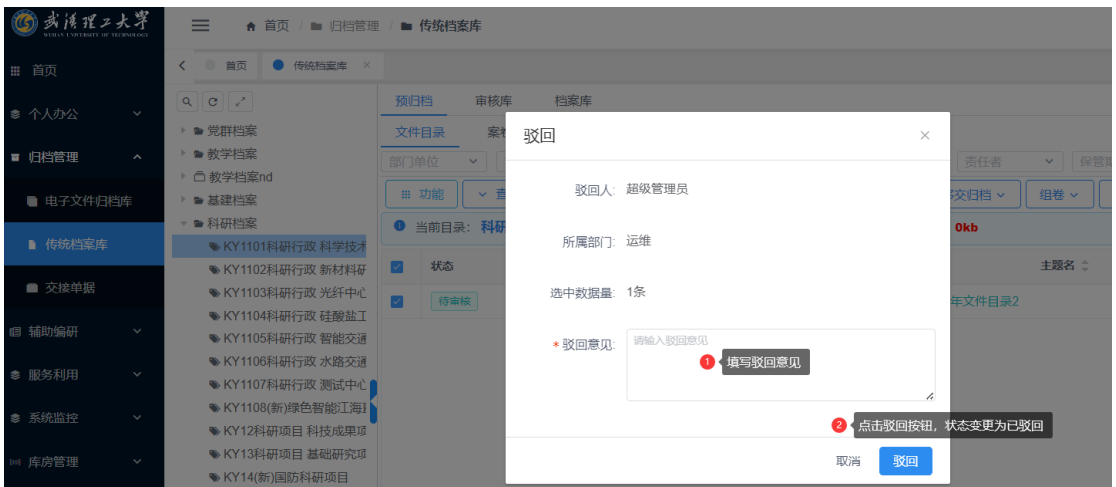 武汉理工大学
WUHAN UNIVERSITY OF TECHNOLOGY
首页 / 归档管理 / 传统档案库
首页
个人办公
归档管理
电子文件归档库
传统档案库
交接单据
辅助编研
服务利用
系统监控
库房管理
首页 传统档案库 ×
党群档案
教学档案
教学档案nd
基建档案
科研档案
KY1101科研行政 科学技术
KY1102科研行政 新材料研
KY1103科研行政 光纤中心
KY1104科研行政 硅酸盐工
KY1105科研行政 智能交通
KY1106科研行政 水路交通
KY1107科研行政 测试中心
KY1108(新)绿色智能江海直
KY12科研项目 科技成果项
KY13科研项目 基础研究项
KY14(新)国防科研项目
预归档 审核库 档案库
文件目录 案卷
部门单位 责任者 保管期
功能 查 移交归档 组卷
当前目录: 科研 0kb
状态 主题名
待审核 年文件目录2
驳回 ×
驳回人: 超级管理员
所属部门: 运维
选中数据量: 1条
* 驳回意见: 请输入驳回意见
1 填写驳回意见
2 点击驳回按钮，状态变更为已驳回
取消 驳回